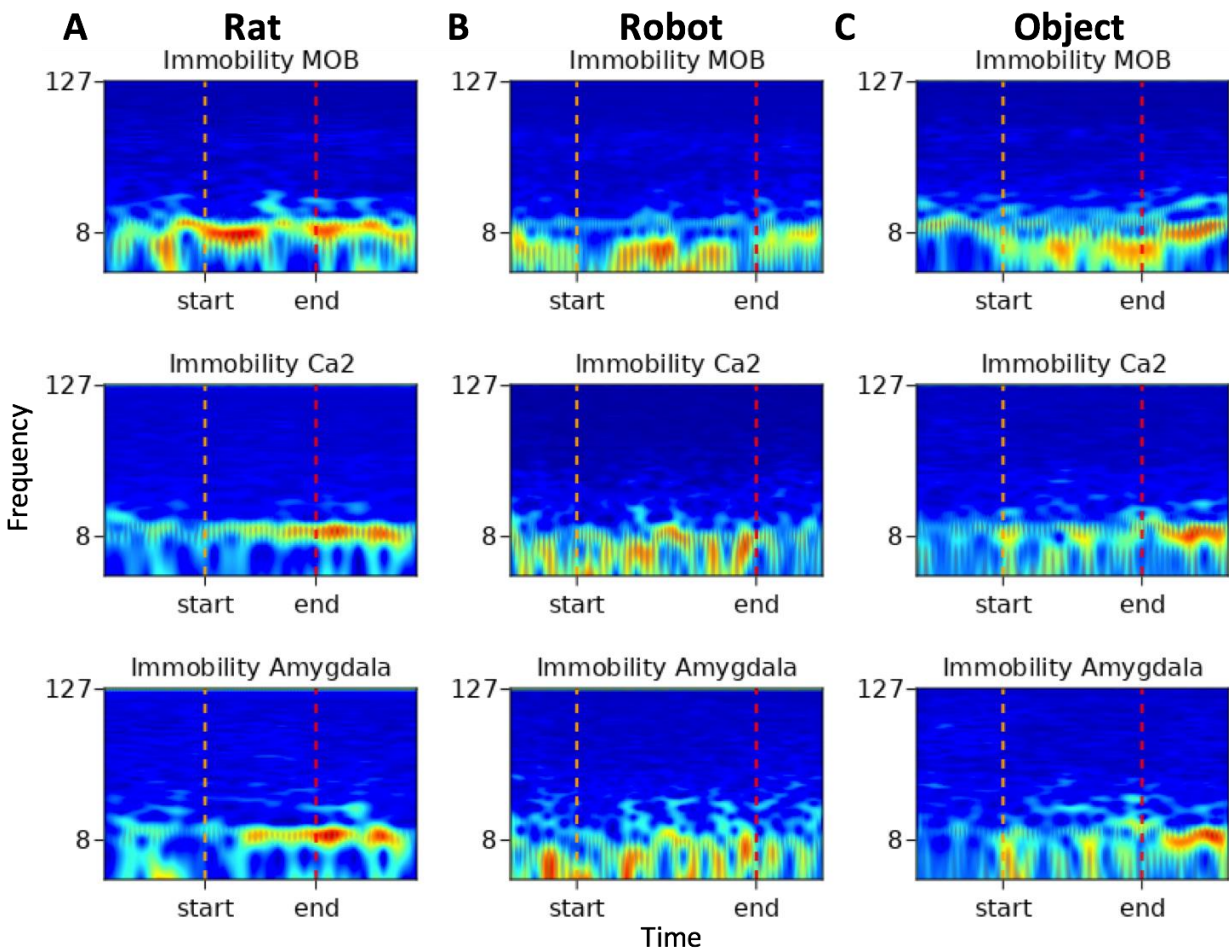 A Rat B Robot C Object
Immobility MOB Immobility MOB Immobility MOB
127 127 127
8 8 8
start end start end start end
Immobility Ca2 Immobility Ca2 Immobility Ca2
127 127 127
Frequency
8 8 8
start end start end start end
Immobility Amygdala Immobility Amygdala Immobility Amygdala
127 127 127
8 8 8
start end start end start end
Time